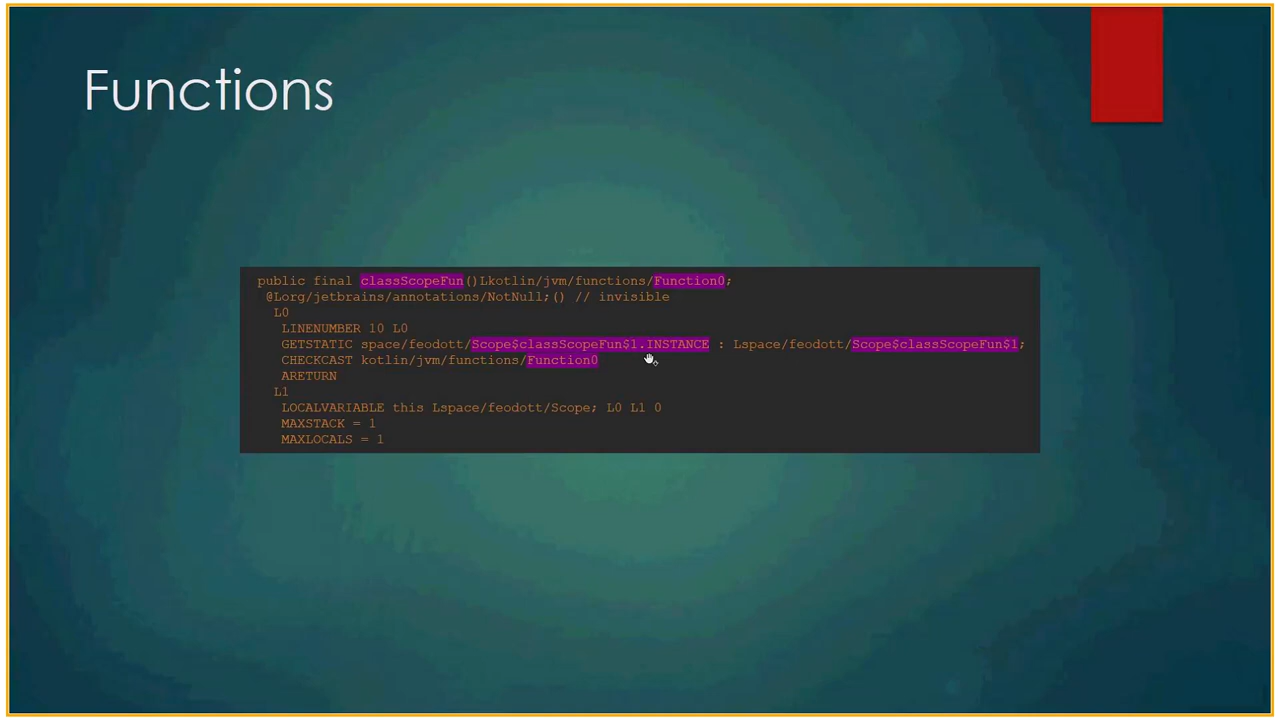 Functions
public final classScopeFun()Lkotlin/jvm/functions/Function0;
@Lorg/jetbrains/annotations/NotNull;() // invisible
L0
LINENUMBER 10 L0
GETSTATIC space/feodott/Scope$classScopeFun$1.INSTANCE : Lspace/feodott/Scope$classScopeFun$1;
CHECKCAST kotlin/jvm/functions/Function0
ARETURN
L1
LOCALVARIABLE this Lspace/feodott/Scope; L0 L1 0
MAXSTACK = 1
MAXLOCALS = 1